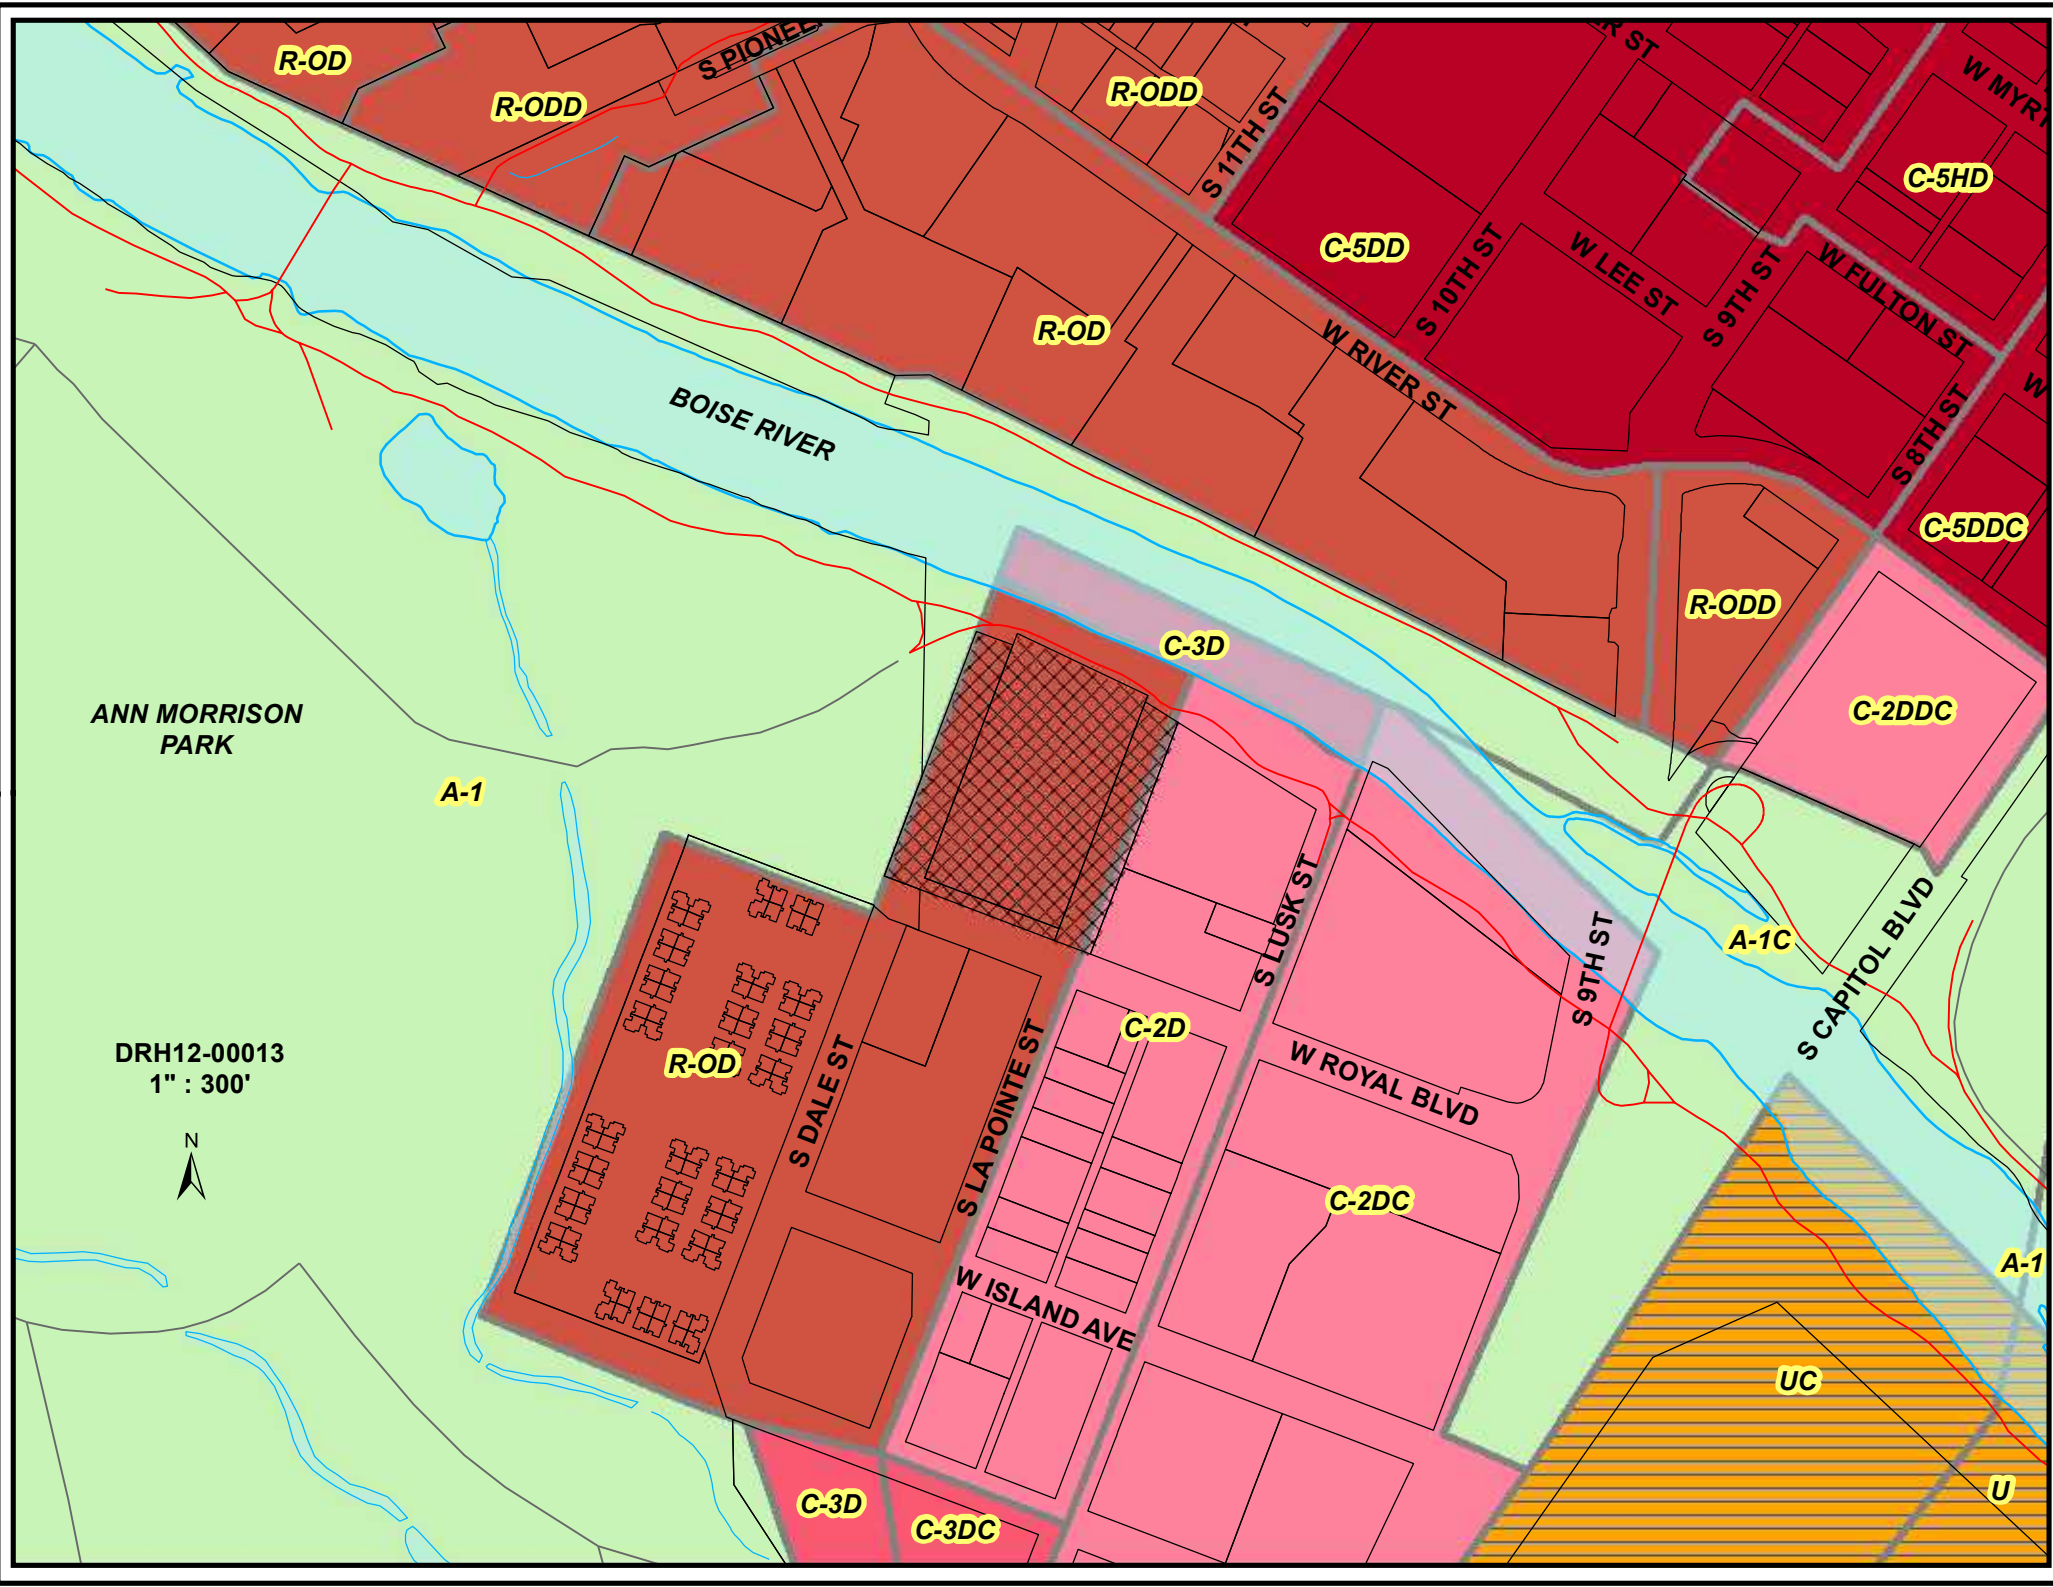 R-OD
R-ODD
S PIONEE
R-ODD
S 11TH ST
ER ST
W MYRT
C-5HD
C-5DD
S 10TH ST
W LEE ST
S 9TH ST
W FULTON ST
R-OD
W RIVER ST
W
S 8TH ST
BOISE RIVER
C-5DDC
R-ODD
C-3D
C-2DDC
ANN MORRISON
PARK
A-1
S LUSK ST
S 9TH ST
A-1C
S CAPITOL BLVD
C-2D
DRH12-00013
1" : 300'
N
R-OD
S DALE ST
S LA POINTE ST
W ROYAL BLVD
C-2DC
A-1
W ISLAND AVE
UC
U
C-3D
C-3DC